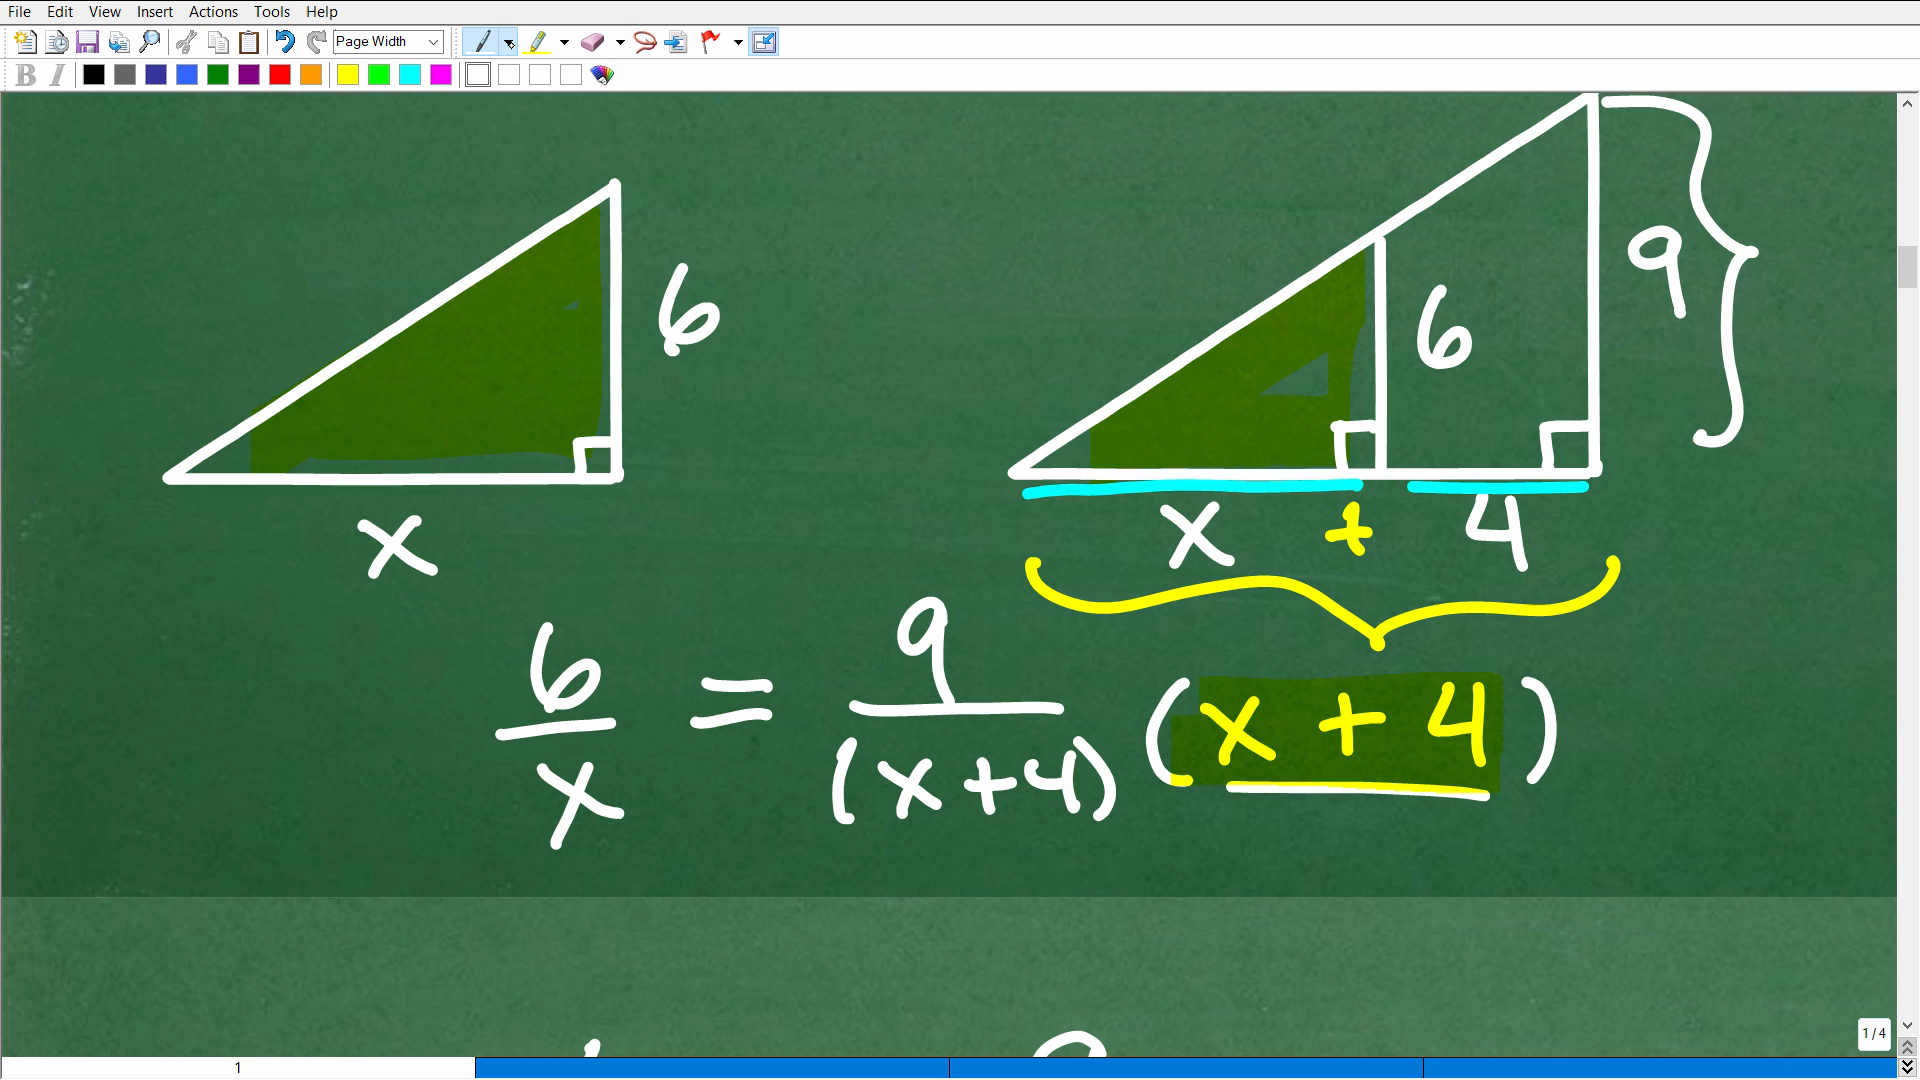 File Edit View Insert Actions Tools Help
Page Width
B I
6
9
6
x
x + 4
6/x = 9/(x+4) (x + 4)
1 / 4
1